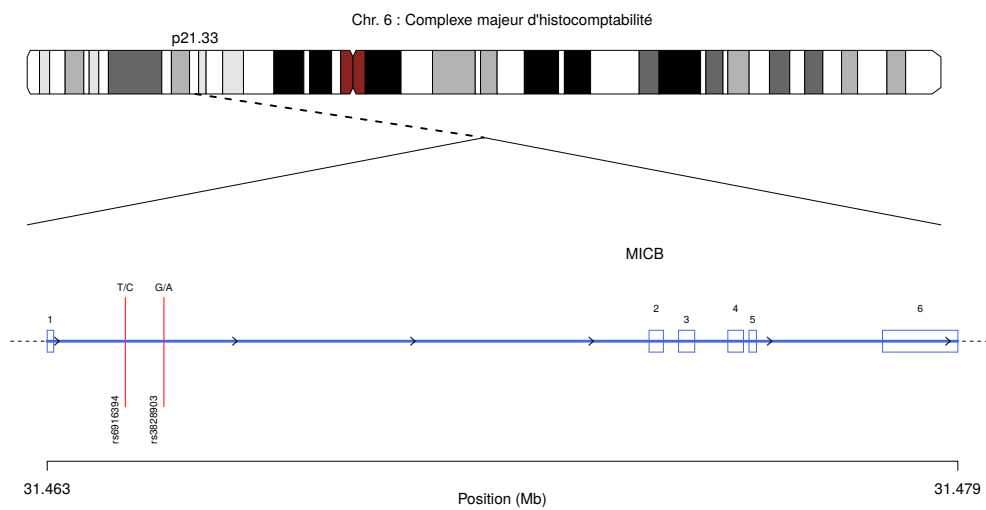 Chr. 6 : Complexe majeur d'histocomptabilité
p21.33
MICB
T/C G/A
1 2 3 4 5 6
rs6916394 rs3828903
31.463 31.479
Position (Mb)